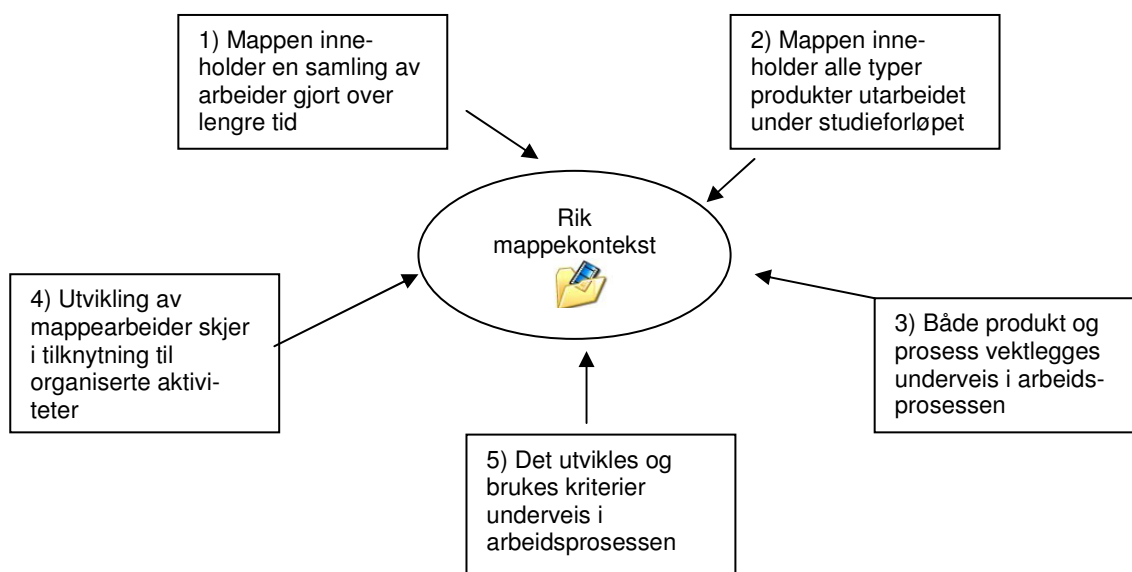 1) Mappen inne-
holder en samling av
arbeider gjort over
lengre tid
2) Mappen inne-
holder alle typer
produkter utarbeidet
under studieforløpet
Rik
mappekontekst
3) Både produkt og
prosess vektlegges
underveis i arbeids-
prosessen
4) Utvikling av
mappearbeider skjer
i tilknytning til
organiserte aktivi-
teter
5) Det utvikles og
brukes kriterier
underveis i
arbeidsprosessen